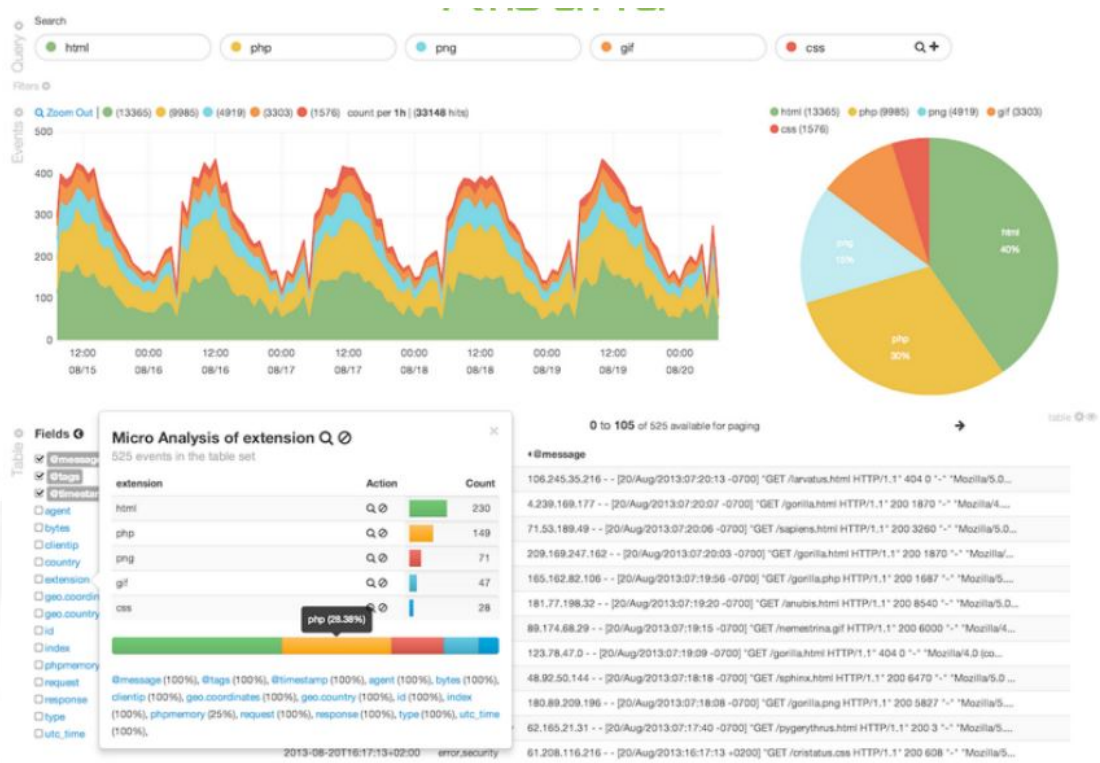 Search
Query
html
php
png
gif
css
Filters
Events
Zoom Out | (13365) (9985) (4919) (3303) (1576) count per 1h | (33148 hits)
500
400
300
200
100
0
12:00 00:00 12:00 00:00 12:00 00:00 12:00 00:00 12:00 00:00
08/15 08/16 08/16 08/17 08/17 08/18 08/18 08/19 08/19 08/20
html (13365) php (9985) png (4919) gif (3303)
css (1576)
html
40%
png
15%
php
30%
table
Table
Fields
@message
@tags
@timestam
agent
bytes
clientip
country
extension
geo.coordin
geo.country
id
index
phpmemory
request
response
type
utc_time
Micro Analysis of extension
525 events in the table set
extension Action Count
html 230
php 149
png 71
gif 47
css 28
php (28.38%)
@message (100%), @tags (100%), @timestamp (100%), agent (100%), bytes (100%),
clientip (100%), geo.coordinates (100%), geo.country (100%), id (100%), index
(100%), phpmemory (25%), request (100%), response (100%), type (100%), utc_time
(100%),
2013-08-20T16:17:13+02:00 error,security
0 to 105 of 525 available for paging
@message
106.245.35.216 - - [20/Aug/2013:07:20:13 -0700] "GET /larvatus.html HTTP/1.1" 404 0 "-" "Mozilla/5.0...
4.239.169.177 - - [20/Aug/2013:07:20:07 -0700] "GET /gorilla.html HTTP/1.1" 200 1870 "-" "Mozilla/4....
71.53.189.49 - - [20/Aug/2013:07:20:06 -0700] "GET /sapiens.html HTTP/1.1" 200 3260 "-" "Mozilla/5.0...
209.169.247.162 - - [20/Aug/2013:07:20:03 -0700] "GET /gorilla.html HTTP/1.1" 200 1870 "-" "Mozilla/...
165.162.82.106 - - [20/Aug/2013:07:19:56 -0700] "GET /gorilla.php HTTP/1.1" 200 1687 "-" "Mozilla/5....
181.77.198.32 - - [20/Aug/2013:07:19:20 -0700] "GET /anubis.html HTTP/1.1" 200 8540 "-" "Mozilla/5.0...
89.174.68.29 - - [20/Aug/2013:07:19:15 -0700] "GET /nemestrina.gif HTTP/1.1" 200 6000 "-" "Mozilla/4...
123.78.47.0 - - [20/Aug/2013:07:19:09 -0700] "GET /gorilla.html HTTP/1.1" 404 0 "-" "Mozilla/4.0 (co...
48.92.50.144 - - [20/Aug/2013:07:18:18 -0700] "GET /sphinx.html HTTP/1.1" 200 6470 "-" "Mozilla/5.0 ...
180.89.209.196 - - [20/Aug/2013:07:18:08 -0700] "GET /gorilla.png HTTP/1.1" 200 5827 "-" "Mozilla/5....
62.165.21.31 - - [20/Aug/2013:07:17:40 -0700] "GET /pygerythrus.html HTTP/1.1" 200 3 "-" "Mozilla/5....
61.208.116.216 - - [20/Aug/2013:16:17:13 +0200] "GET /cristatus.css HTTP/1.1" 200 608 "-" "Mozilla/5...